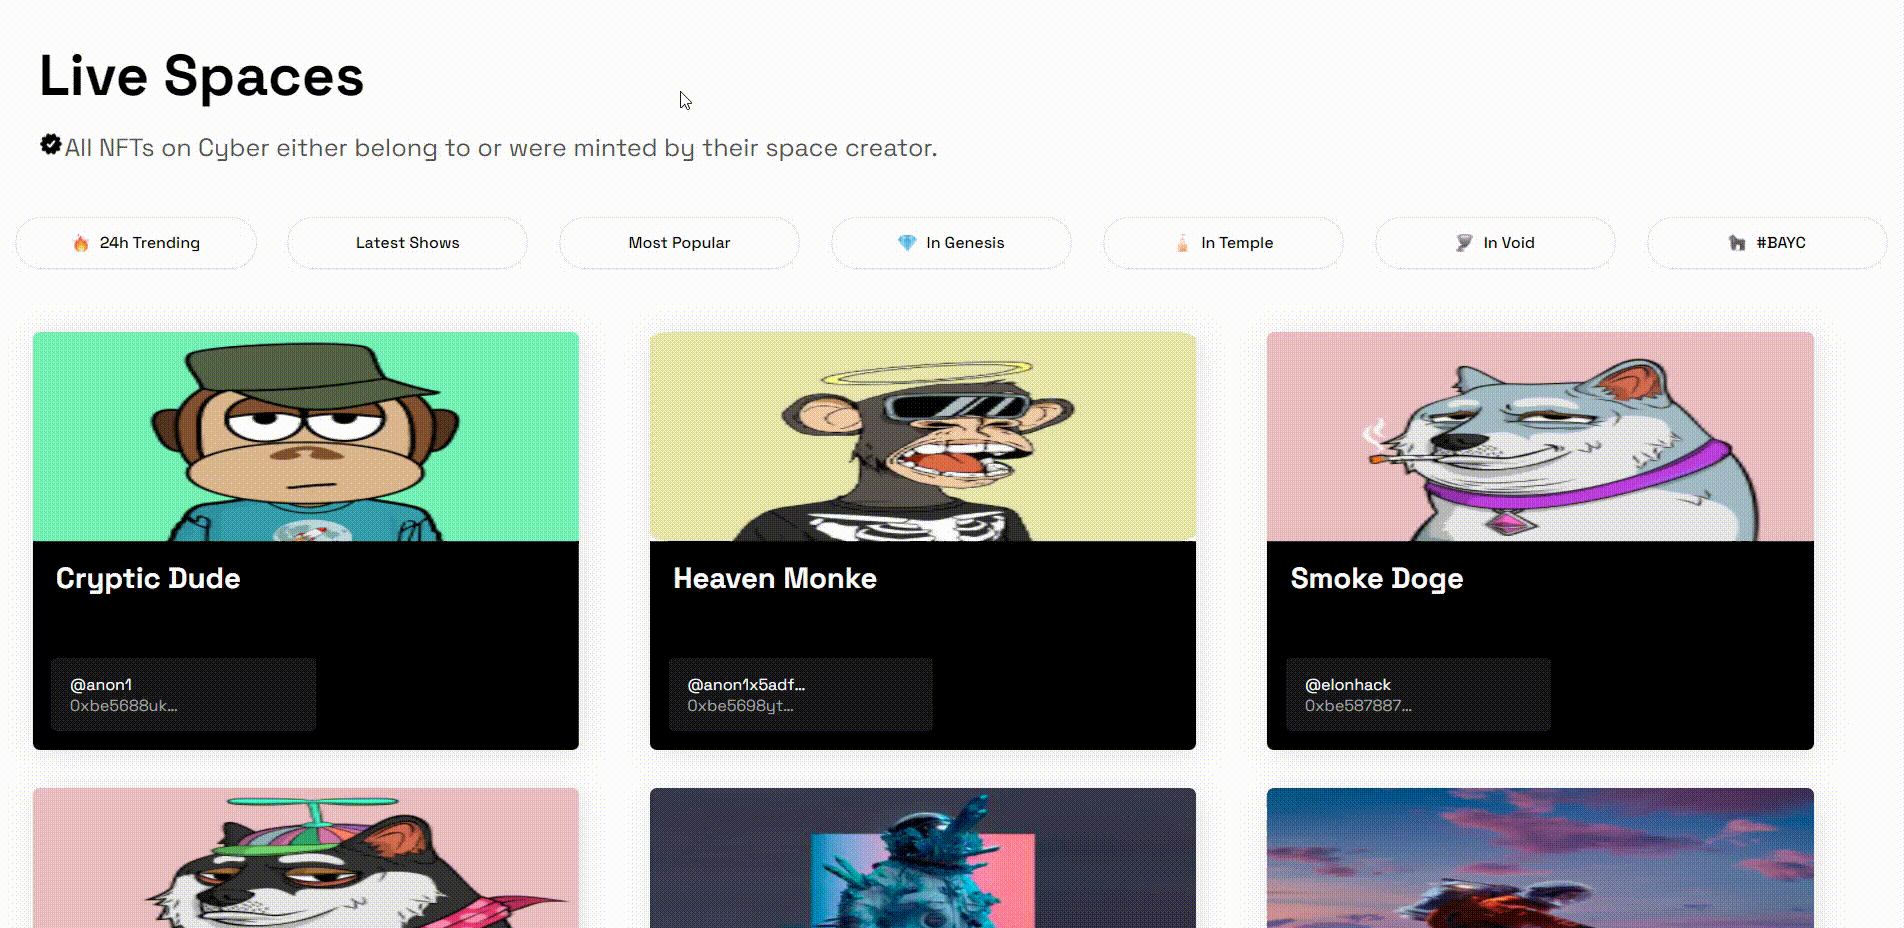 Live Spaces
All NFTs on Cyber either belong to or were minted by their space creator.
24h Trending
Latest Shows
Most Popular
In Genesis
In Temple
In Void
#BAYC
Cryptic Dude
Heaven Monke
Smoke Doge
@anon1
0xbe5688uk...
@anon1x5adf...
0xbe5698yt...
@elonhack
0xbe587887...